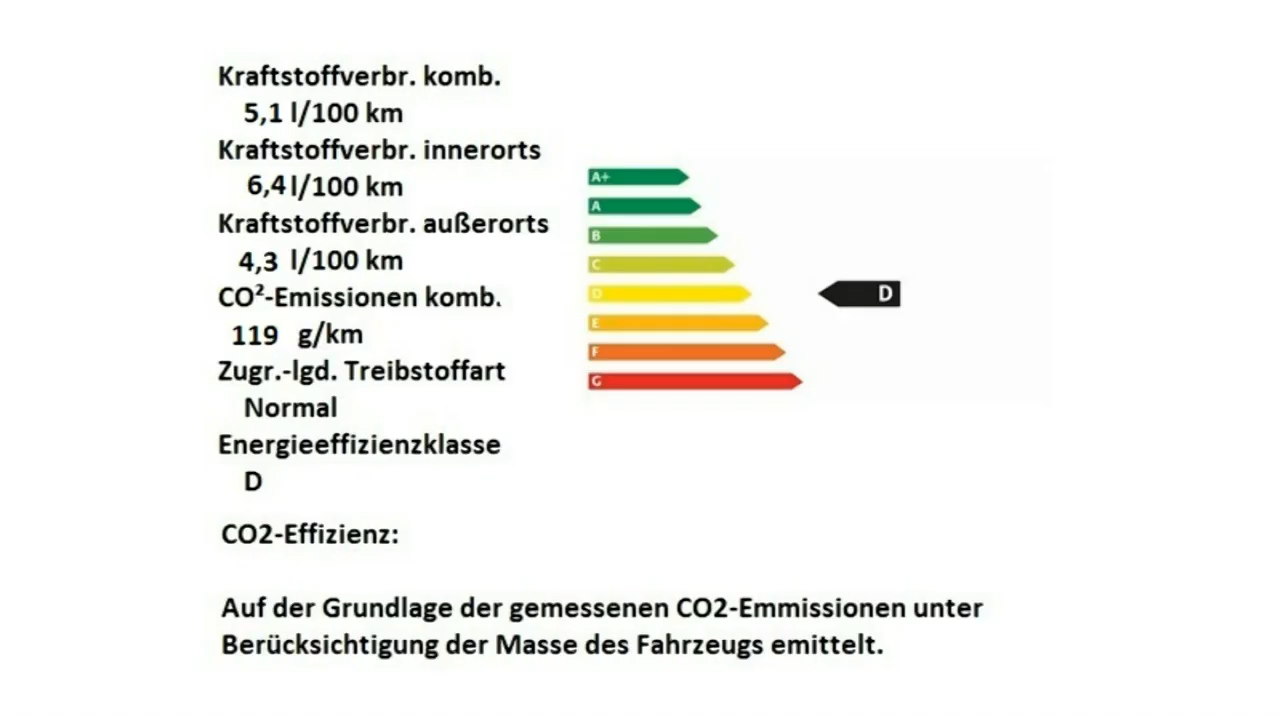 Kraftstoffverbr. komb.
5,1 l/100 km
Kraftstoffverbr. innerorts
6,4 l/100 km
Kraftstoffverbr. außerorts
4,3 l/100 km
CO²-Emissionen komb.
119 g/km
Zugr.-lgd. Treibstoffart
Normal
Energieeffizienzklasse
D
A+
A
B
C
D
D
E
F
G
CO2-Effizienz:
Auf der Grundlage der gemessenen CO2-Emmissionen unter
Berücksichtigung der Masse des Fahrzeugs emittelt.